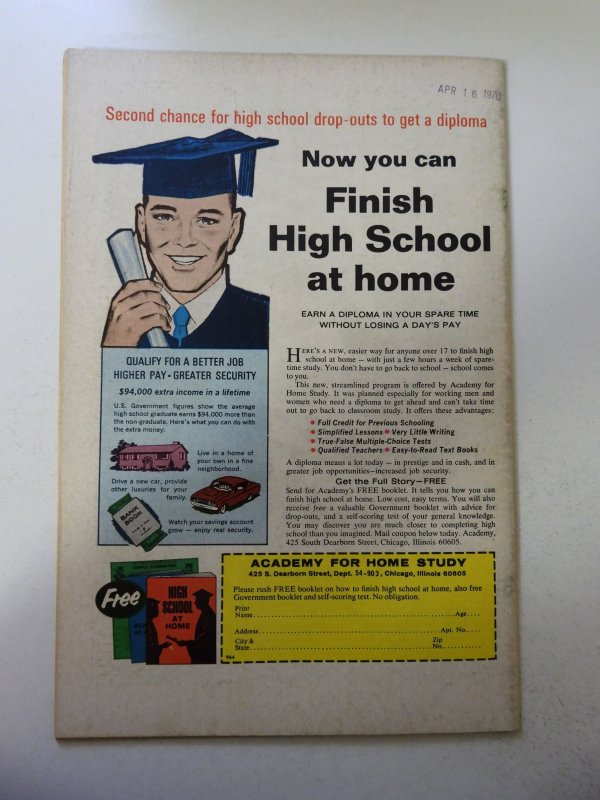 APR 16 1970
Second chance for high school drop-outs to get a diploma
Now you can
Finish
High School
at home
EARN A DIPLOMA IN YOUR SPARE TIME
WITHOUT LOSING A DAY'S PAY
QUALIFY FOR A BETTER JOB
HIGHER PAY • GREATER SECURITY
$94,000 extra income in a lifetime
U.S. Government figures show the average
high school graduate earns $94,000 more than
the non-graduate. Here's what you can do with
the extra money:
Live in a home of
your own in a fine
neighborhood.
Drive a new car, provide
other luxuries for your
family.
BANK
BOOK
Watch your savings account
grow — enjoy real security.
HERE'S A NEW, easier way for anyone over 17 to finish high
school at home — with just a few hours a week of spare-
time study. You don't have to go back to school — school comes
to you.
This new, streamlined program is offered by Academy for
Home Study. It was planned especially for working men and
women who need a diploma to get ahead and can't take time
out to go back to classroom study. It offers these advantages:
• Full Credit for Previous Schooling
• Simplified Lessons • Very Little Writing
• True-False Multiple-Choice Tests
• Qualified Teachers • Easy-to-Read Text Books
A diploma means a lot today — in prestige and in cash, and in
greater job opportunities—increased job security.
Get the Full Story—FREE
Send for Academy's FREE booklet. It tells you how you can
finish high school at home. Low cost, easy terms. You will also
receive free a valuable Government booklet with advice for
drop-outs, and a self-scoring test of your general knowledge.
You may discover you are much closer to completing high
school than you imagined. Mail coupon below today. Academy,
425 South Dearborn Street, Chicago, Illinois 60605.
Free
HIGH
SCHOOL
AT
HOME
ACADEMY FOR HOME STUDY
425 S. Dearborn Street, Dept. 54-903, Chicago, Illinois 60605
Please rush FREE booklet on how to finish high school at home, also free
Government booklet and self-scoring test. No obligation.
Print
Name Age
Address Apt. No.
City & Zip
State No.